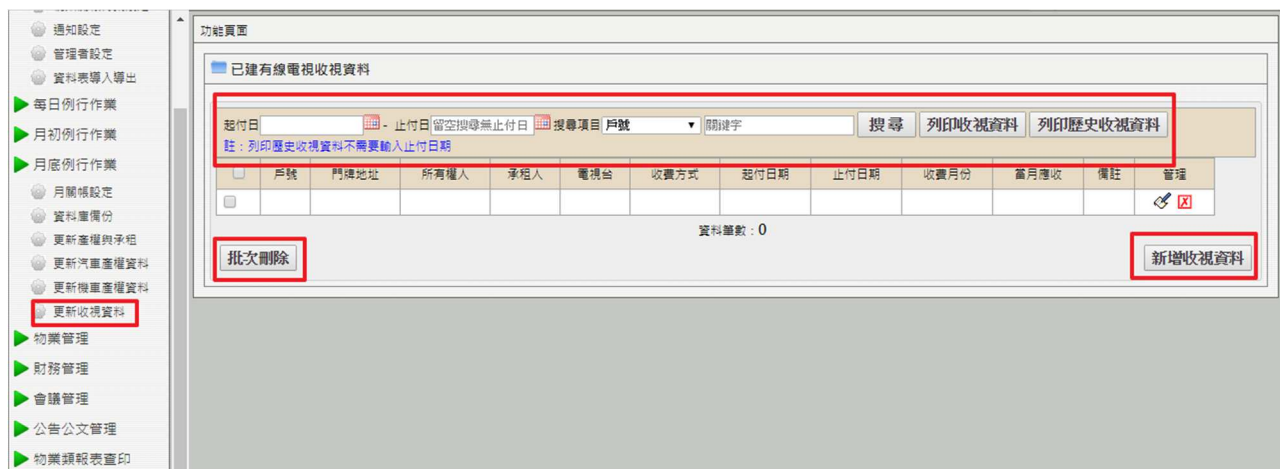 通知設定
管理者設定
資料表導入導出
每日例行作業
月初例行作業
月底例行作業
月關帳設定
資料庫備份
更新產權與承租
更新汽車產權資料
更新機車產權資料
更新收視資料
物業管理
財務管理
會議管理
公告公文管理
物業類報表查印
功能頁面
已建有線電視收視資料
起付日 - 止付日 留空搜尋無止付日 搜尋項目 戶號 關鍵字 搜尋 列印收視資料 列印歷史收視資料
註：列印歷史收視資料不需要輸入止付日期
戶號 門牌地址 所有權人 承租人 電視台 收費方式 起付日期 止付日期 收費月份 當月應收 備註 管理
資料筆數：0
批次刪除 新增收視資料